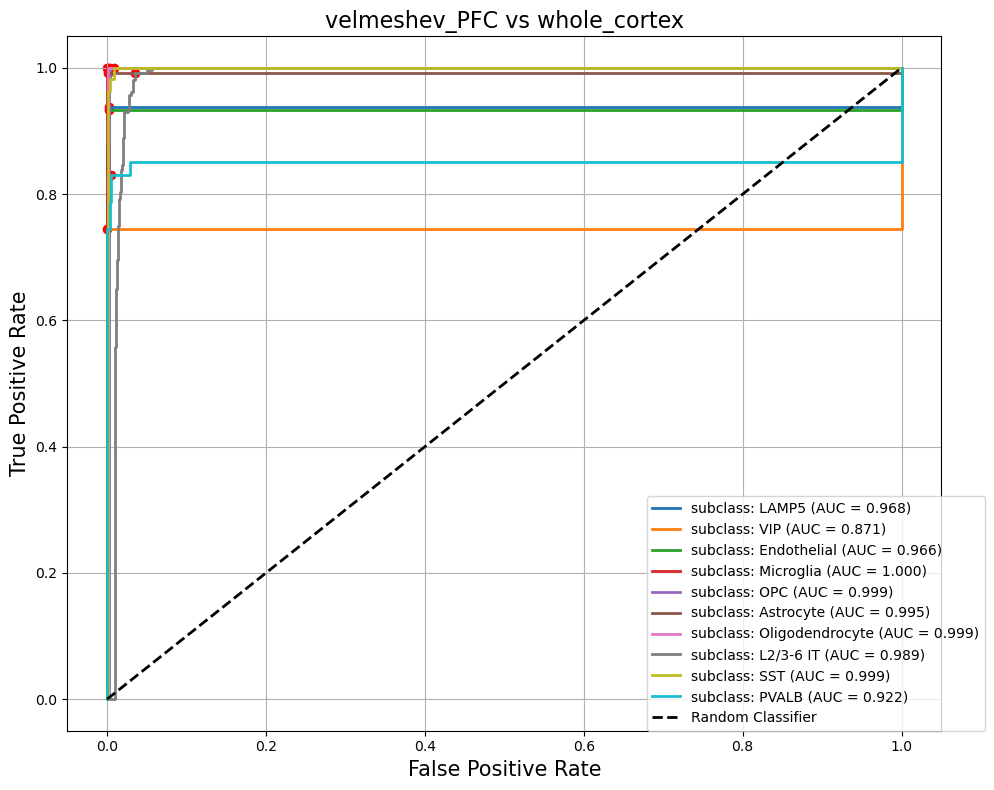 velmeshev_PFC vs whole_cortex
True Positive Rate
1.0
0.8
0.6
0.4
0.2
0.0
0.0 0.2 0.4 0.6 0.8 1.0
False Positive Rate
subclass: LAMP5 (AUC = 0.968)
subclass: VIP (AUC = 0.871)
subclass: Endothelial (AUC = 0.966)
subclass: Microglia (AUC = 1.000)
subclass: OPC (AUC = 0.999)
subclass: Astrocyte (AUC = 0.995)
subclass: Oligodendrocyte (AUC = 0.999)
subclass: L2/3-6 IT (AUC = 0.989)
subclass: SST (AUC = 0.999)
subclass: PVALB (AUC = 0.922)
Random Classifier